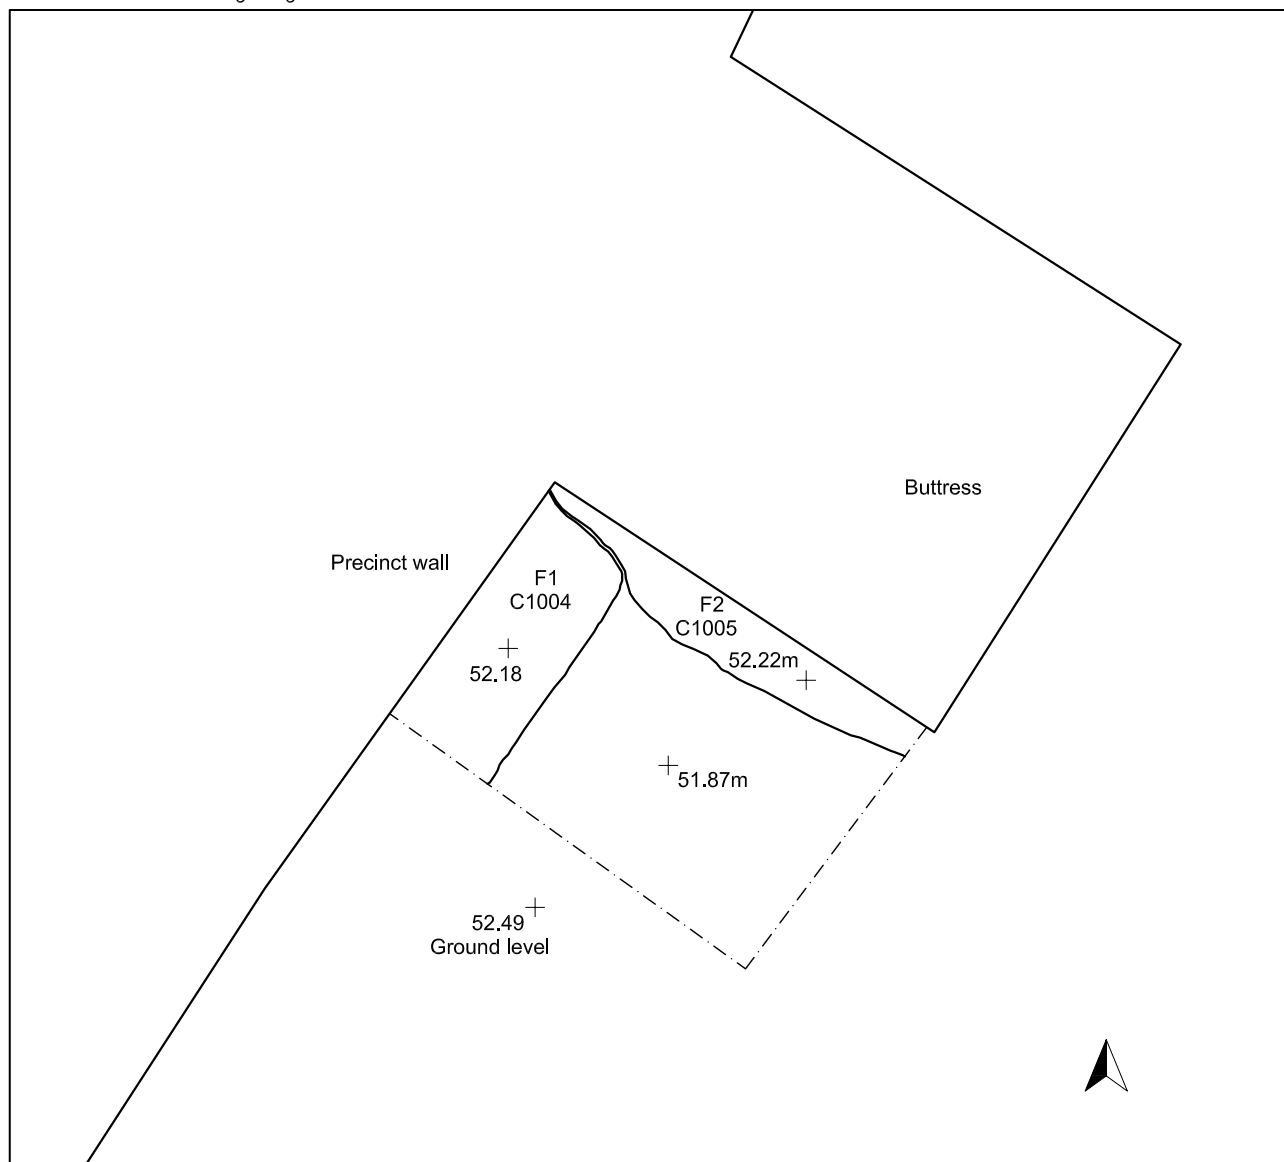 Buttress
Precinct wall
F1
C1004
F2
C1005
52.22m
52.18
51.87m
52.49
Ground level